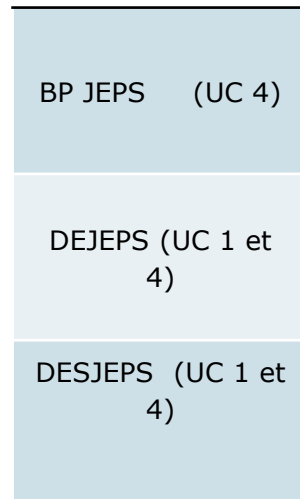 BP JEPS (UC 4)
DEJEPS (UC 1 et
4)
DESJEPS (UC 1 et
4)